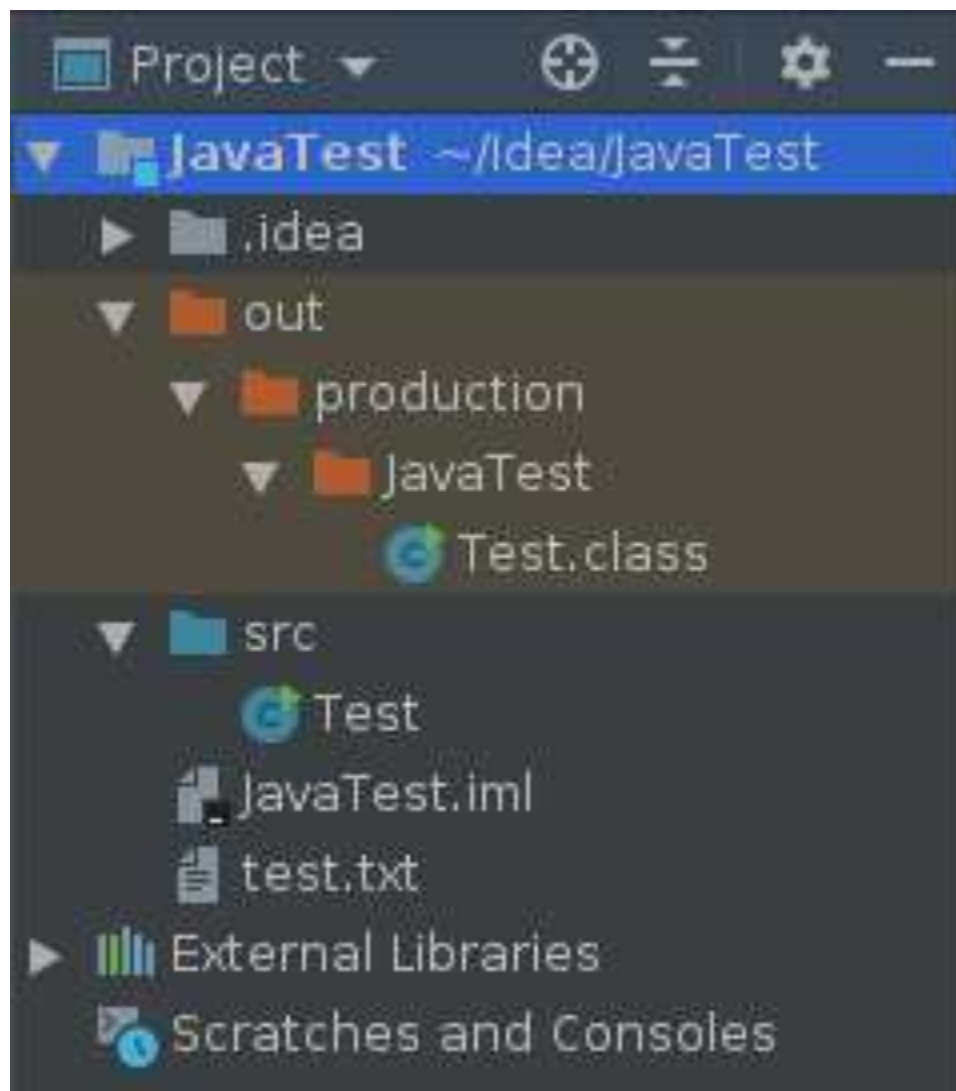 Project
JavaTest ~/Idea/JavaTest
.idea
out
production
JavaTest
Test.class
src
Test
JavaTest.iml
test.txt
External Libraries
Scratches and Consoles